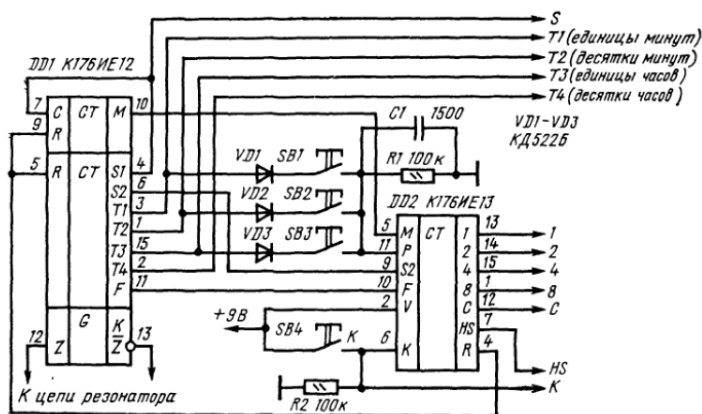 S
T1 (единицы минут)
T2 (десятки минут)
T3 (единицы часов)
T4 (десятки часов)
DD1 К176ИЕ12
7 C CT M 10
9 R
C1 1500
VD1-VD3
КД522Б
5 R CT S1 4
S2 6
T1 3
T2 1
T3 15
T4 2
F 11
VD1 SB1
R1 100к
VD2 SB2
VD3 SB3
DD2 К176ИЕ13
5 M CT 1 13 1
11 P 2 14 2
9 S2 4 15 4
10 F 8 1 8
2 V C 12 C
HS 7
6 K R 4
G
12 Z K 13
Z
+9В
SB4 K
К цепи резонатора
R2 100к
HS
K